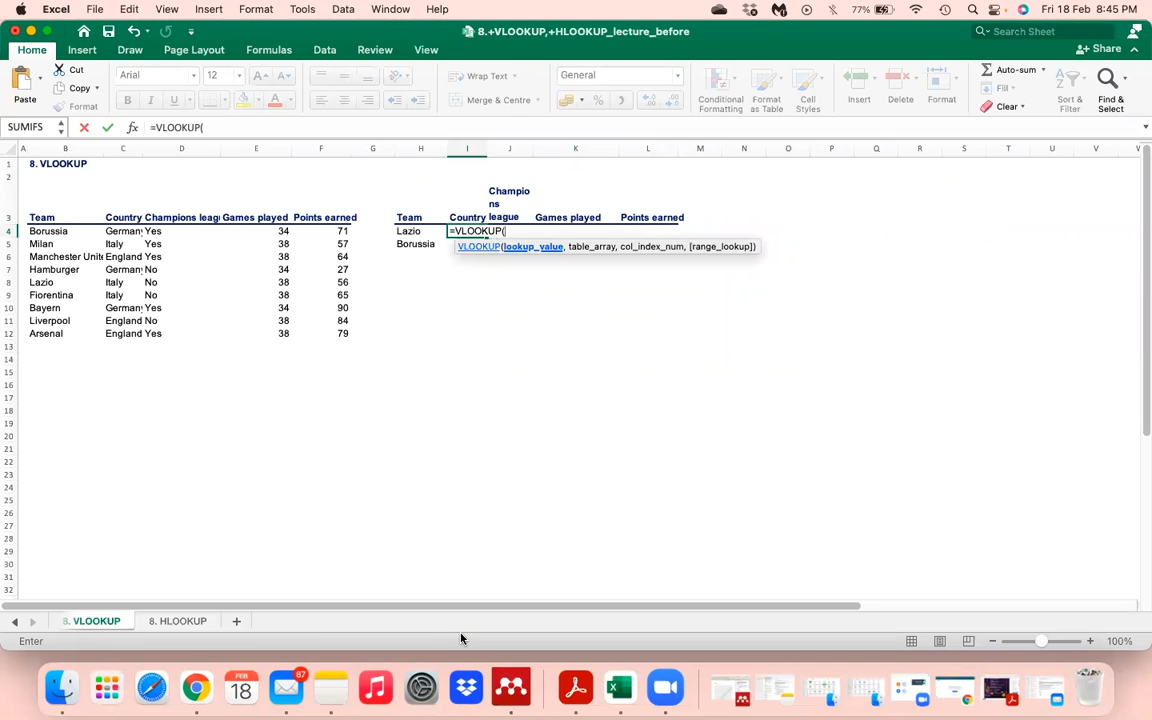 Excel File Edit View Insert Format Tools Data Window Help 77% Fri 18 Feb 8:45 PM
8.+VLOOKUP,+HLOOKUP_lecture_before Search Sheet
Home Insert Draw Page Layout Formulas Data Review View Share
Paste Cut Copy Format
Arial 12 A A
B I U A
Wrap Text
Merge & Centre
General
%
Conditional Formatting
Format as Table
Cell Styles
Insert Delete Format
Auto-sum
Fill
Clear
Sort & Filter
Find & Select
SUMIFS fx =VLOOKUP(
A B C D E F G H I J K L M N O P Q R S T U V
1 8. VLOOKUP
2
Champio
ns
3 Team Country Champions leagu Games played Points earned Team Country league Games played Points earned
4 Borussia Germany Yes 34 71 Lazio =VLOOKUP(
5 Milan Italy Yes 38 57 Borussia VLOOKUP(lookup_value, table_array, col_index_num, [range_lookup])
6 Manchester Unite England Yes 38 64
7 Hamburger Germany No 34 27
8 Lazio Italy No 38 56
9 Fiorentina Italy No 38 65
10 Bayern Germany Yes 34 90
11 Liverpool England No 38 84
12 Arsenal England Yes 38 79
13
14
15
16
17
18
19
20
21
22
23
24
25
26
27
28
29
30
31
32
8. VLOOKUP 8. HLOOKUP +
Enter 100%
FEB 18 87